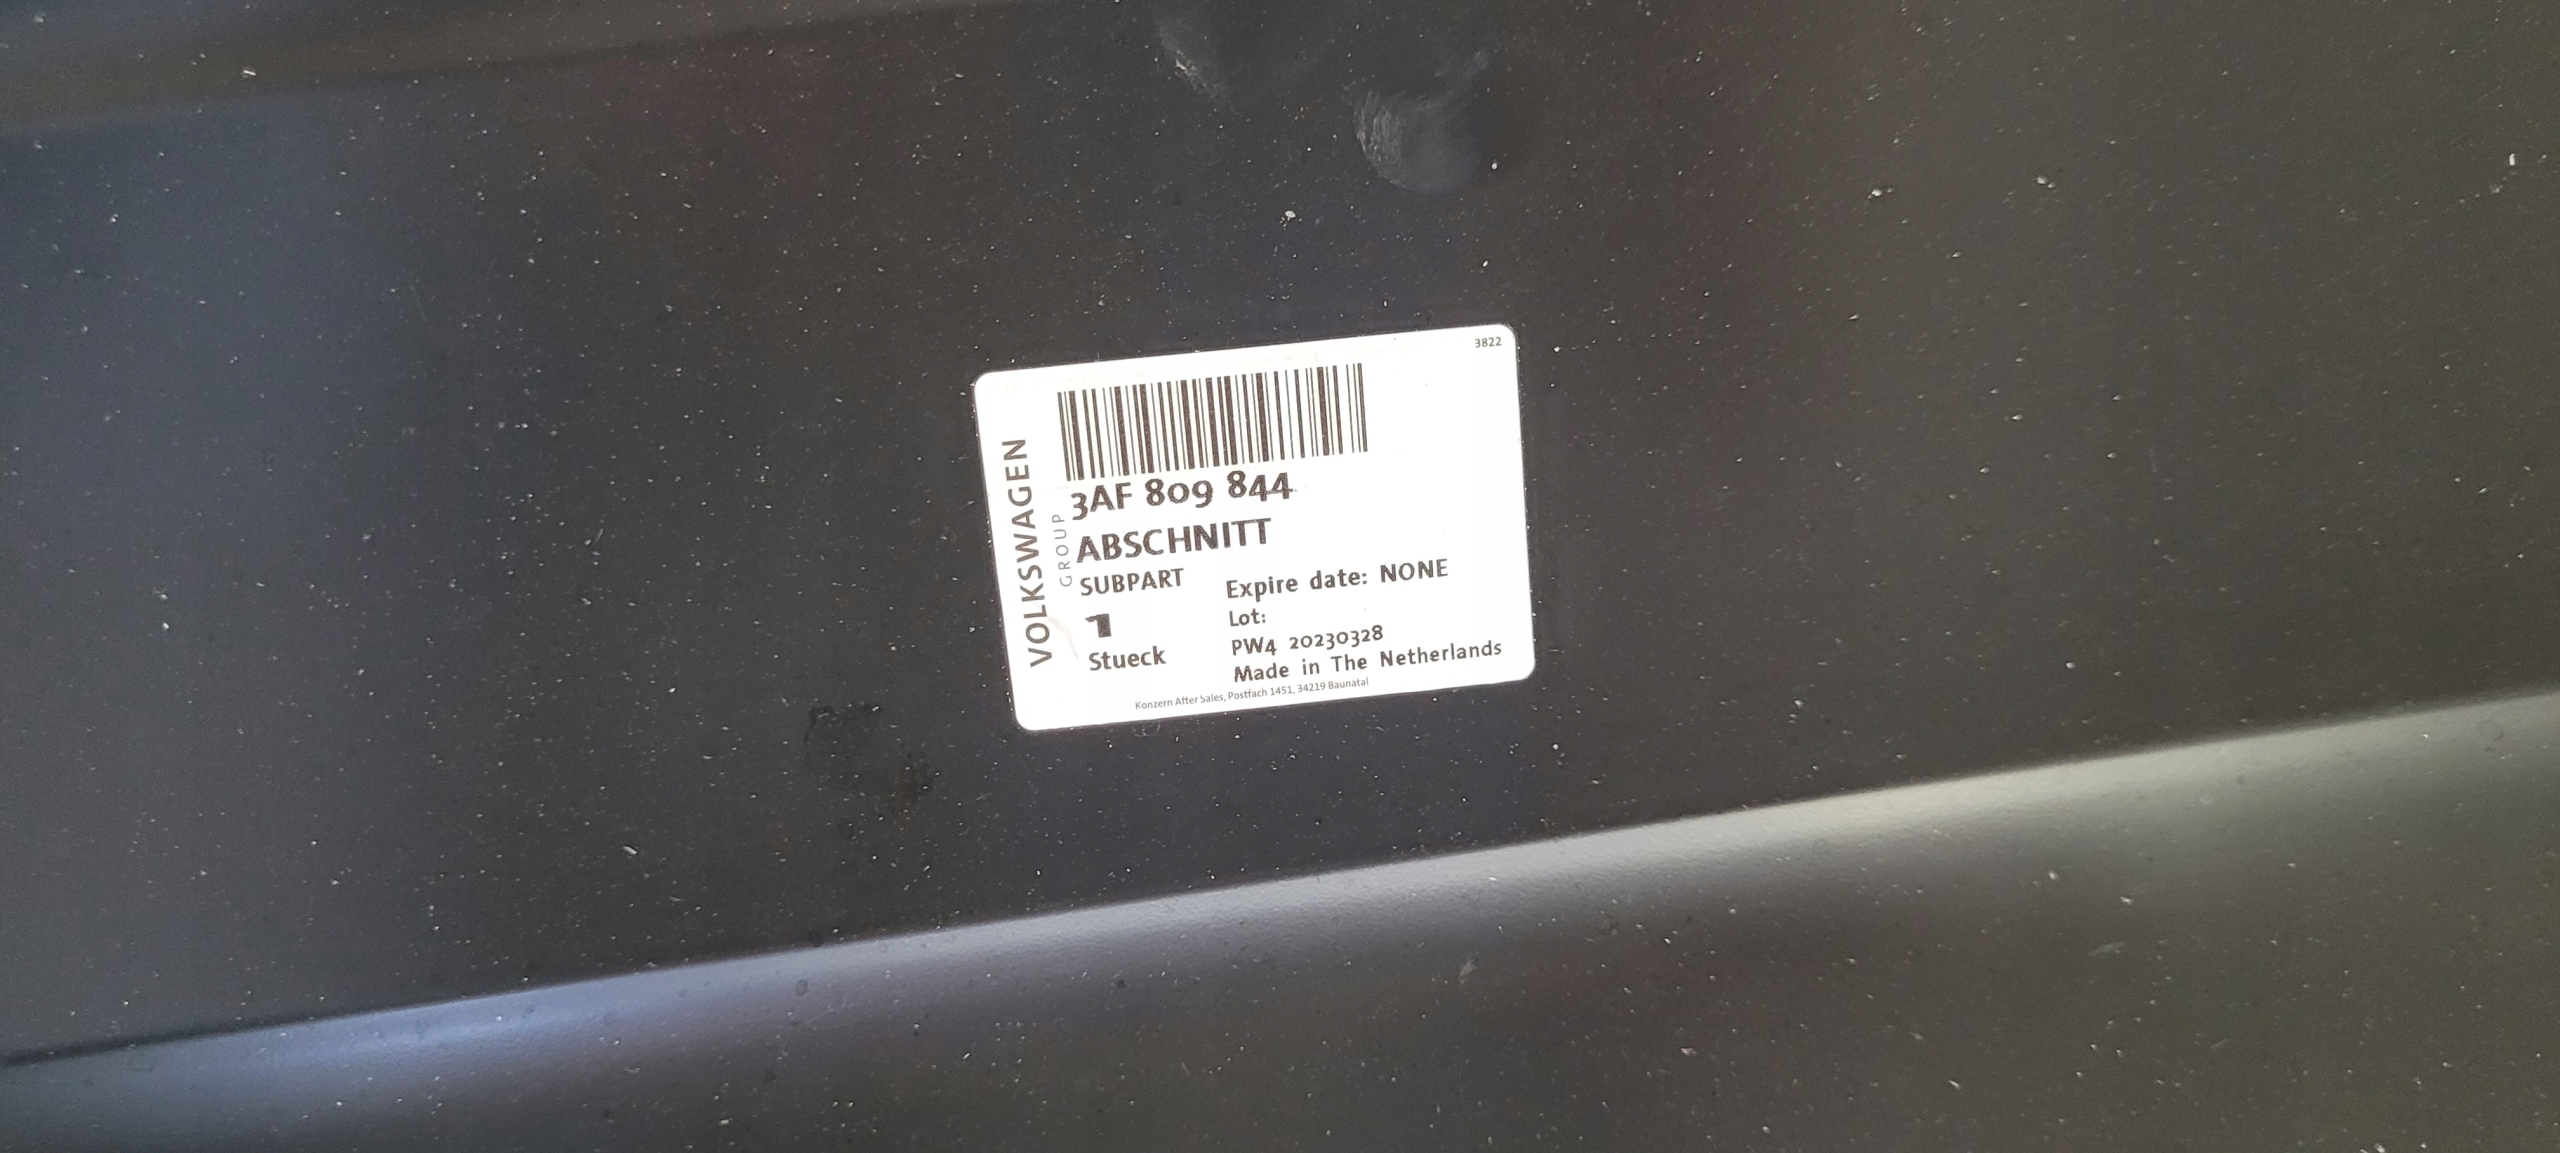 3822
VOLKSWAGEN
GROUP
3AF 809 844
ABSCHNITT
SUBPART
1
Stueck
Expire date: NONE
Lot:
PW4 20230328
Made in The Netherlands
Konzern After Sales, Postfach 1451, 34219 Baunatal